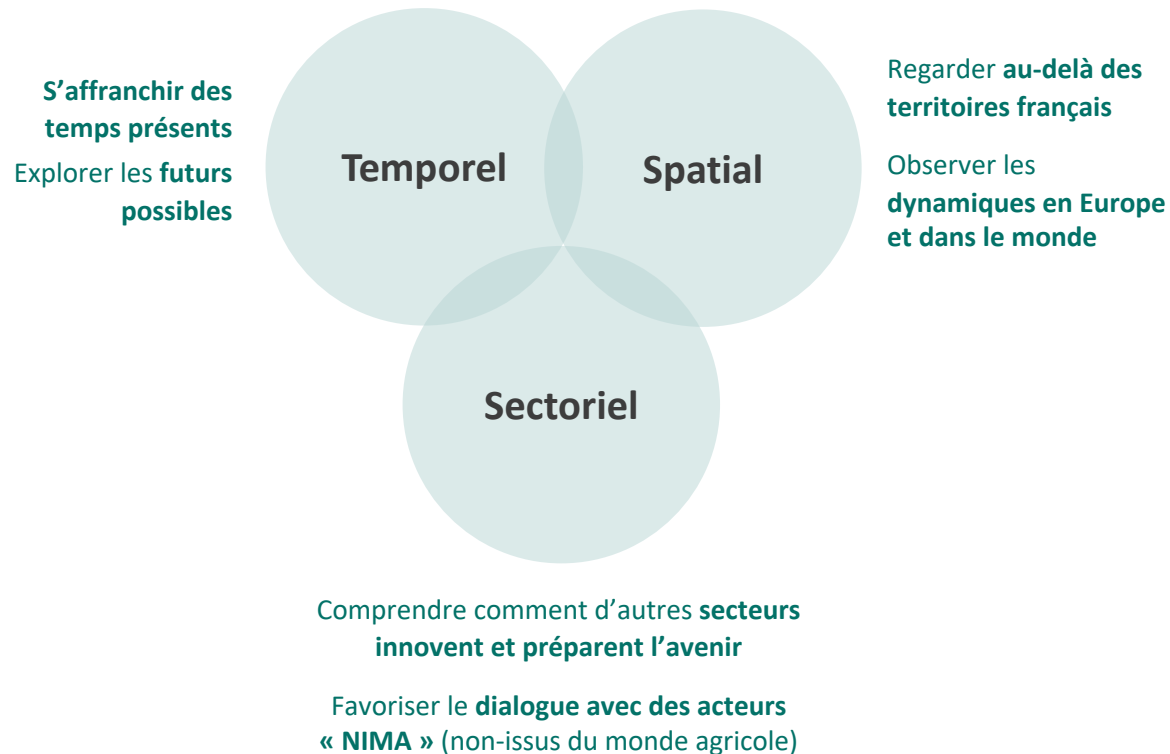 S’affranchir des
temps présents
Explorer les futurs
possibles
Temporel
Spatial
Regarder au-delà des
territoires français
Observer les
dynamiques en Europe
et dans le monde
Sectoriel
Comprendre comment d’autres secteurs
innovent et préparent l’avenir
Favoriser le dialogue avec des acteurs
« NIMA » (non-issus du monde agricole)